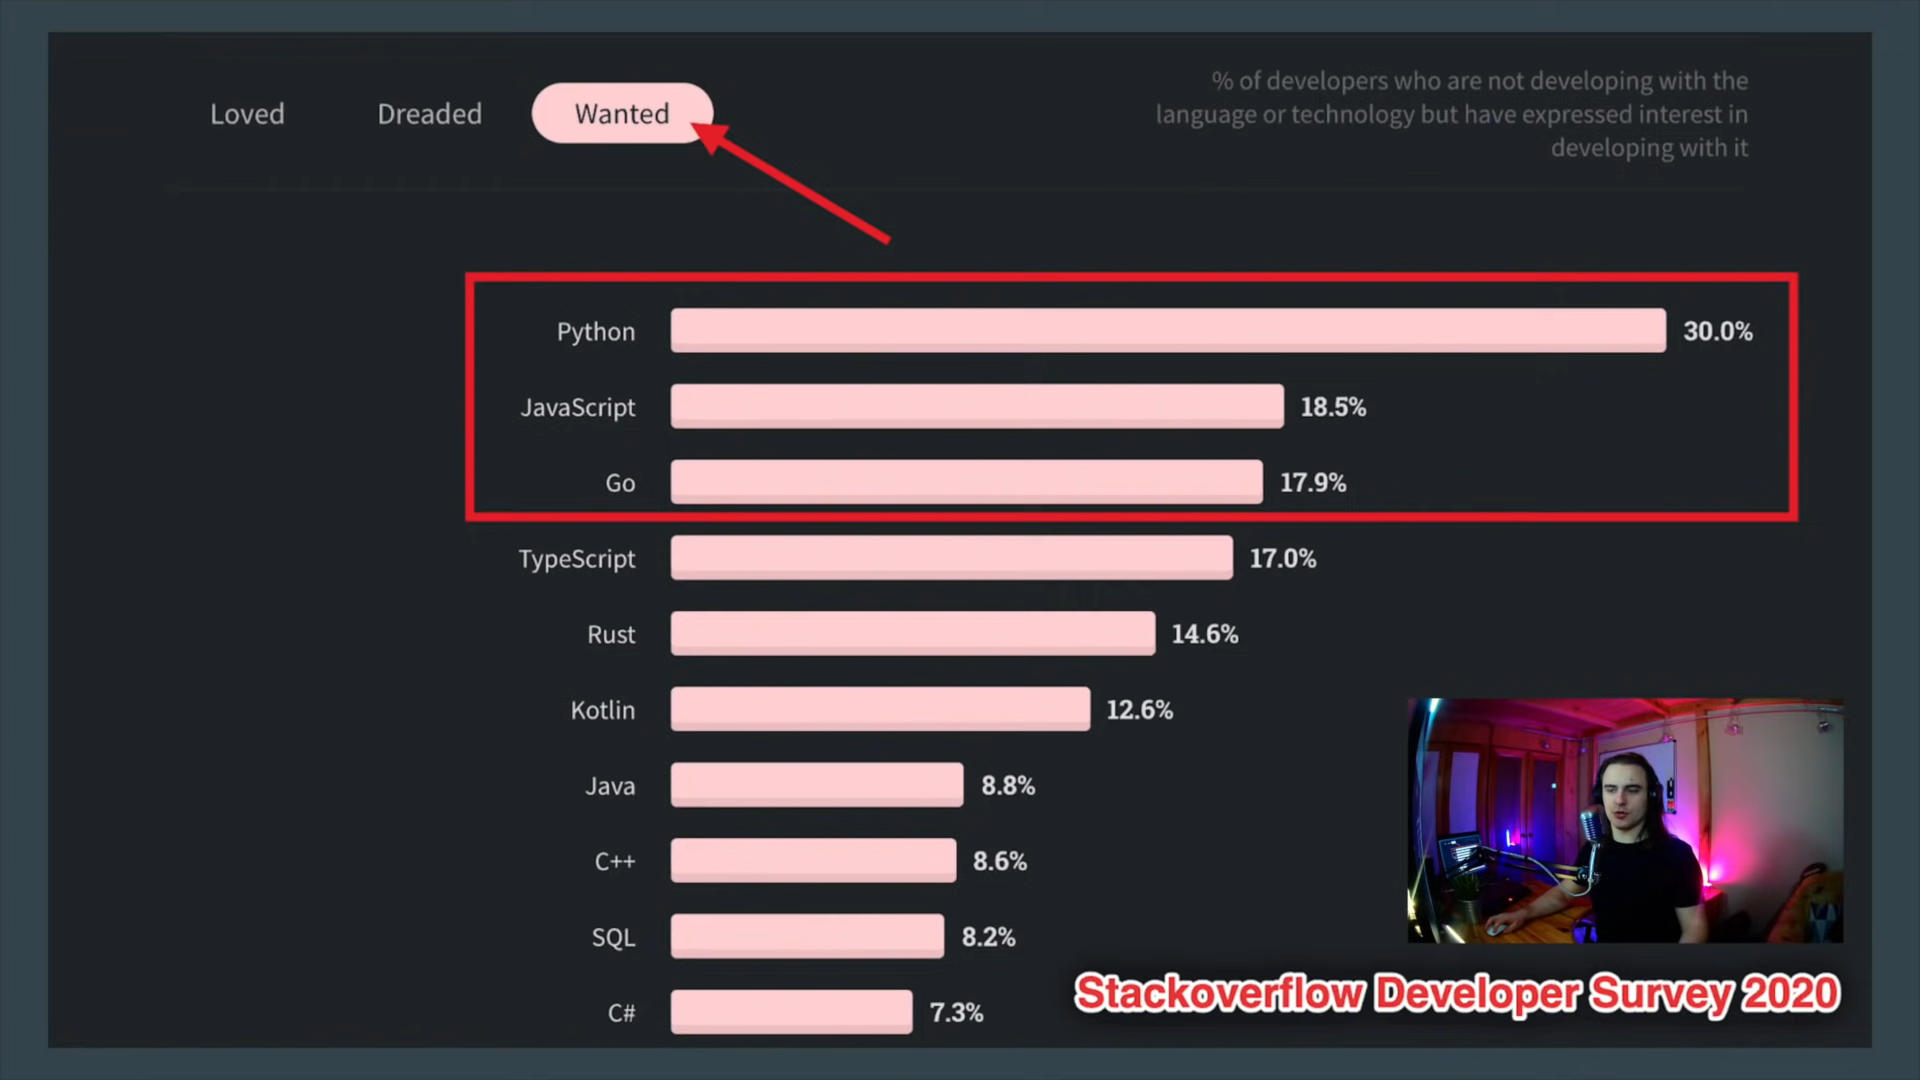 Loved
Dreaded
Wanted
% of developers who are not developing with the
language or technology but have expressed interest in
developing with it
Python 30.0%
JavaScript 18.5%
Go 17.9%
TypeScript 17.0%
Rust 14.6%
Kotlin 12.6%
Java 8.8%
C++ 8.6%
SQL 8.2%
C# 7.3%
Stackoverflow Developer Survey 2020